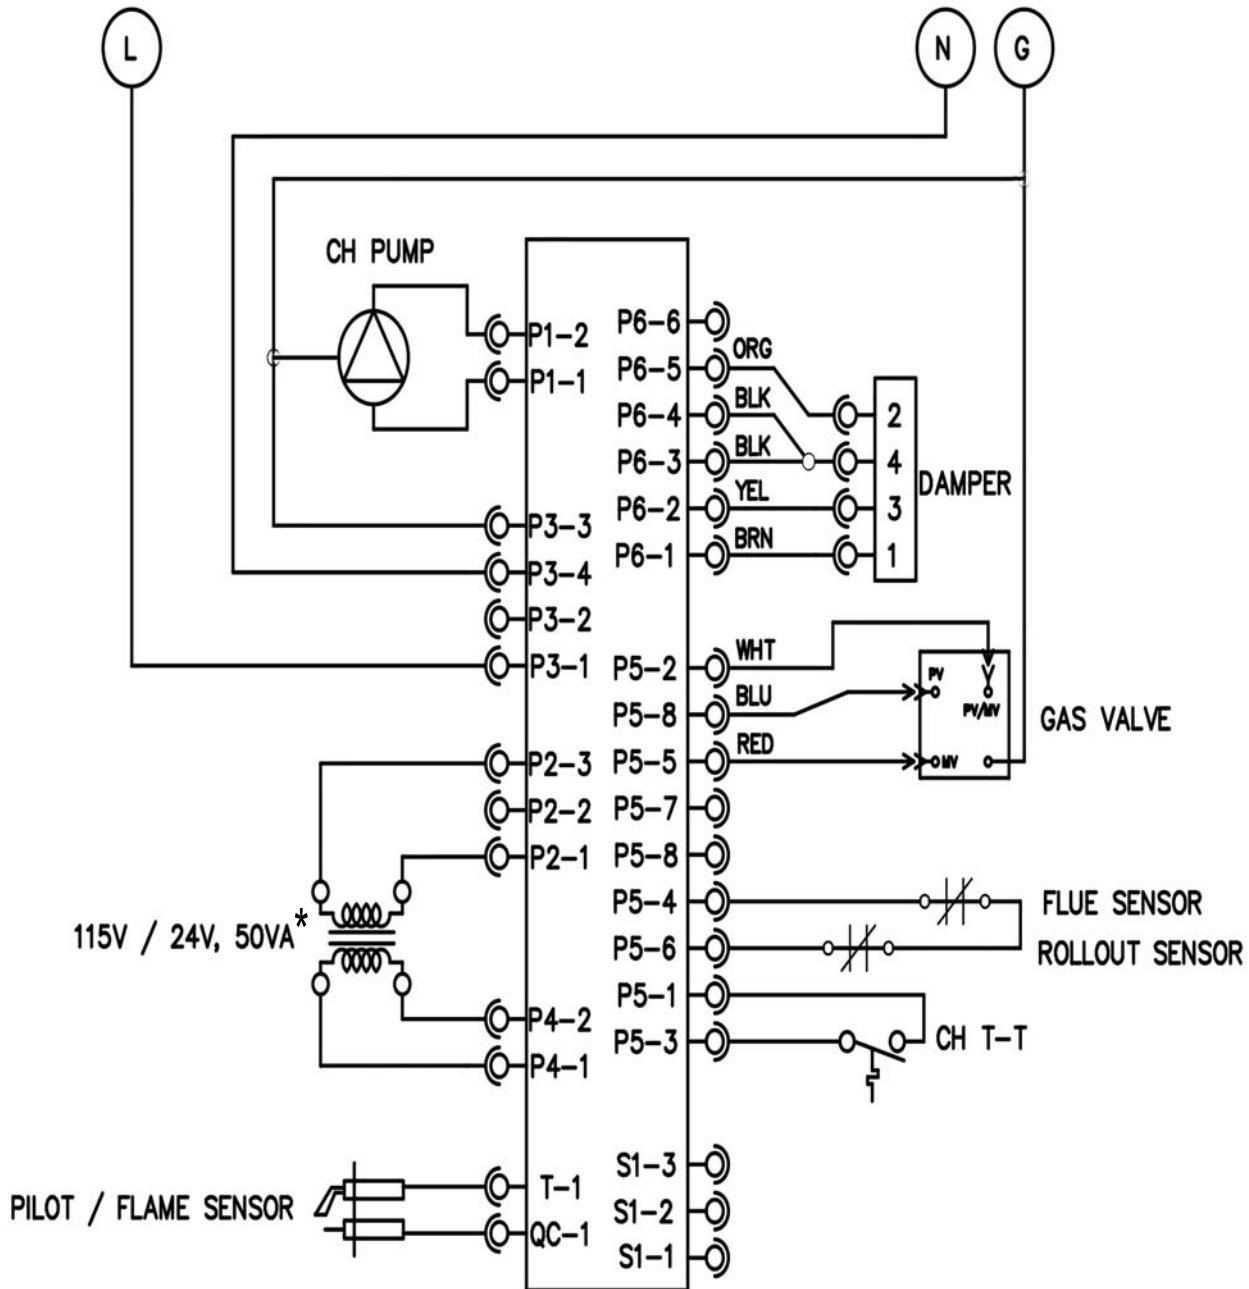 L
N
G
CH PUMP
P1-2
P1-1
P3-3
P3-4
P3-2
P3-1
P2-3
P2-2
P2-1
115V / 24V, 50VA*
P4-2
P4-1
PILOT / FLAME SENSOR
T-1
QC-1
P6-6
P6-5 ORG
P6-4 BLK
P6-3 BLK
P6-2 YEL
P6-1 BRN
2
4
3
1
DAMPER
P5-2 WHT
P5-8 BLU
P5-5 RED
PV
PV/MV
MV
GAS VALVE
P5-7
P5-8
P5-4
FLUE SENSOR
P5-6
ROLLOUT SENSOR
P5-1
P5-3
CH T-T
S1-3
S1-2
S1-1